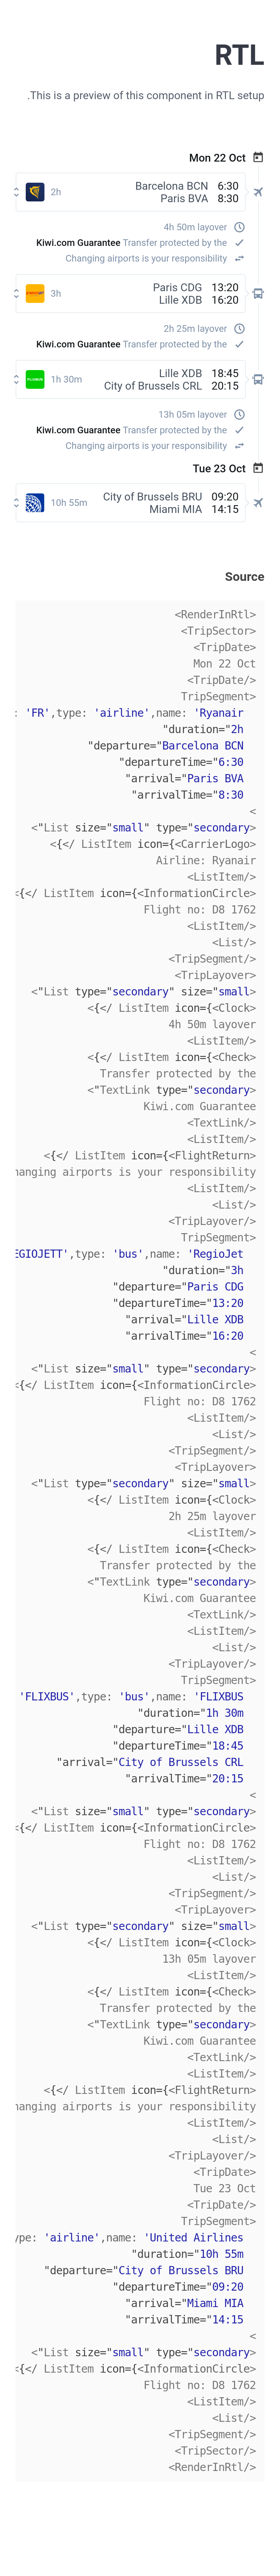 RTL
.This is a preview of this component in RTL setup
Mon 22 Oct
Barcelona BCN 6:30
2h
Paris BVA 8:30
4h 50m layover
Kiwi.com Guarantee Transfer protected by the
Changing airports is your responsibility
Paris CDG 13:20
3h
Lille XDB 16:20
2h 25m layover
Kiwi.com Guarantee Transfer protected by the
Lille XDB 18:45
1h 30m
City of Brussels CRL 20:15
13h 05m layover
Kiwi.com Guarantee Transfer protected by the
Changing airports is your responsibility
Tue 23 Oct
City of Brussels BRU 09:20
10h 55m
Miami MIA 14:15
Source
<RenderInRtl>
<TripSector>
<TripDate>
Mon 22 Oct
<TripDate/>
TripSegment>
: 'FR',type: 'airline',name: 'Ryanair
"duration="2h
"departure="Barcelona BCN
"departureTime="6:30
"arrival="Paris BVA
"arrivalTime="8:30
<
<"List size="small" type="secondary>
<{</ ListItem icon={<CarrierLogo>
Airline: Ryanair
<ListItem/>
<{</ ListItem icon={<InformationCircle>
Flight no: D8 1762
<ListItem/>
<List/>
<TripSegment/>
<TripLayover>
<"List type="secondary" size="small>
<{</ ListItem icon={<Clock>
4h 50m layover
<ListItem/>
<{</ ListItem icon={<Check>
Transfer protected by the
<"TextLink type="secondary>
Kiwi.com Guarantee
<TextLink/>
<ListItem/>
<{</ ListItem icon={<FlightReturn>
hanging airports is your responsibility
<ListItem/>
<List/>
<TripLayover/>
TripSegment>
EGIOJETT',type: 'bus',name: 'RegioJet
"duration="3h
"departure="Paris CDG
"departureTime="13:20
"arrival="Lille XDB
"arrivalTime="16:20
<
<"List size="small" type="secondary>
<{</ ListItem icon={<InformationCircle>
Flight no: D8 1762
<ListItem/>
<List/>
<TripSegment/>
<TripLayover>
<"List type="secondary" size="small>
<{</ ListItem icon={<Clock>
2h 25m layover
<ListItem/>
<{</ ListItem icon={<Check>
Transfer protected by the
<"TextLink type="secondary>
Kiwi.com Guarantee
<TextLink/>
<ListItem/>
<List/>
<TripLayover/>
TripSegment>
'FLIXBUS',type: 'bus',name: 'FLIXBUS
"duration="1h 30m
"departure="Lille XDB
"departureTime="18:45
"arrival="City of Brussels CRL
"arrivalTime="20:15
<
<"List size="small" type="secondary>
<{</ ListItem icon={<InformationCircle>
Flight no: D8 1762
<ListItem/>
<List/>
<TripSegment/>
<TripLayover>
<"List type="secondary" size="small>
<{</ ListItem icon={<Clock>
13h 05m layover
<ListItem/>
<{</ ListItem icon={<Check>
Transfer protected by the
<"TextLink type="secondary>
Kiwi.com Guarantee
<TextLink/>
<ListItem/>
<{</ ListItem icon={<FlightReturn>
hanging airports is your responsibility
<ListItem/>
<List/>
<TripLayover/>
<TripDate>
Tue 23 Oct
<TripDate/>
TripSegment>
ype: 'airline',name: 'United Airlines
"duration="10h 55m
"departure="City of Brussels BRU
"departureTime="09:20
"arrival="Miami MIA
"arrivalTime="14:15
<
<"List size="small" type="secondary>
<{</ ListItem icon={<InformationCircle>
Flight no: D8 1762
<ListItem/>
<List/>
<TripSegment/>
<TripSector/>
<RenderInRtl/>